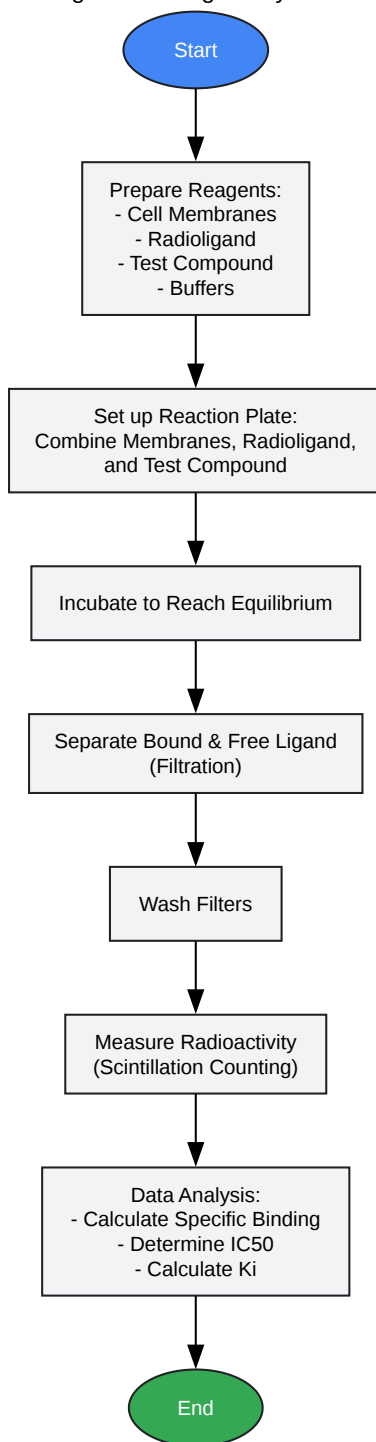 Start
Prepare Reagents:
- Cell Membranes
- Radioligand
- Test Compound
- Buffers
Set up Reaction Plate:
Combine Membranes, Radioligand,
and Test Compound
Incubate to Reach Equilibrium
Separate Bound & Free Ligand
(Filtration)
Wash Filters
Measure Radioactivity
(Scintillation Counting)
Data Analysis:
- Calculate Specific Binding
- Determine IC50
- Calculate Ki
End